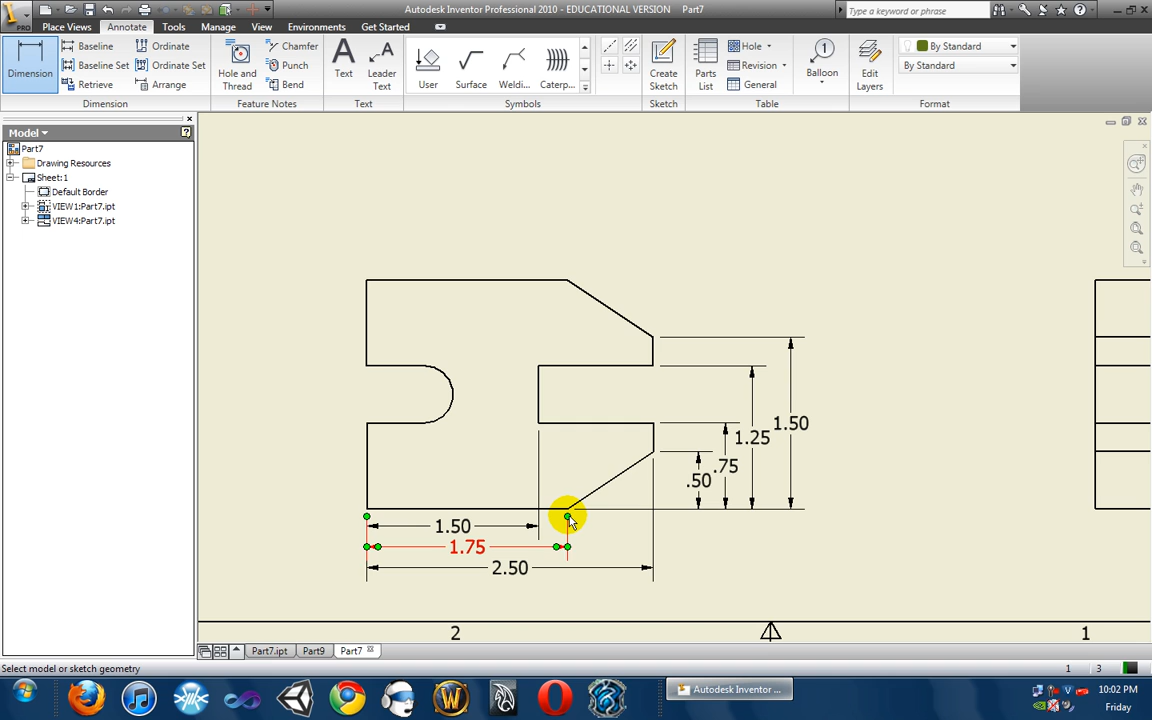 Autodesk Inventor Professional 2010 - EDUCATIONAL VERSION Part7
Type a keyword or phrase
PRO
Place Views Annotate Tools View Manage Environments Get Started
Dimension
Baseline
Baseline Set
Retrieve
Ordinate
Ordinate Set
Arrange
Dimension
Hole and Thread
Chamfer
Punch
Bend
Feature Notes
Text
Leader Text
Text
User Surface Weldi... Caterp...
Symbols
Create Sketch
Sketch
Parts List
Hole
Revision
General
Table
Balloon
1
Edit Layers
By Standard
By Standard
Format
Model
Part7
Drawing Resources
Sheet:1
Default Border
VIEW1:Part7.ipt
VIEW4:Part7.ipt
1.50
1.25
.75
.50
1.50
1.75
2.50
2
1
Part7.ipt Part9 Part7
Select model or sketch geometry
1 3
Autodesk Inventor ...
10:02 PM
Friday